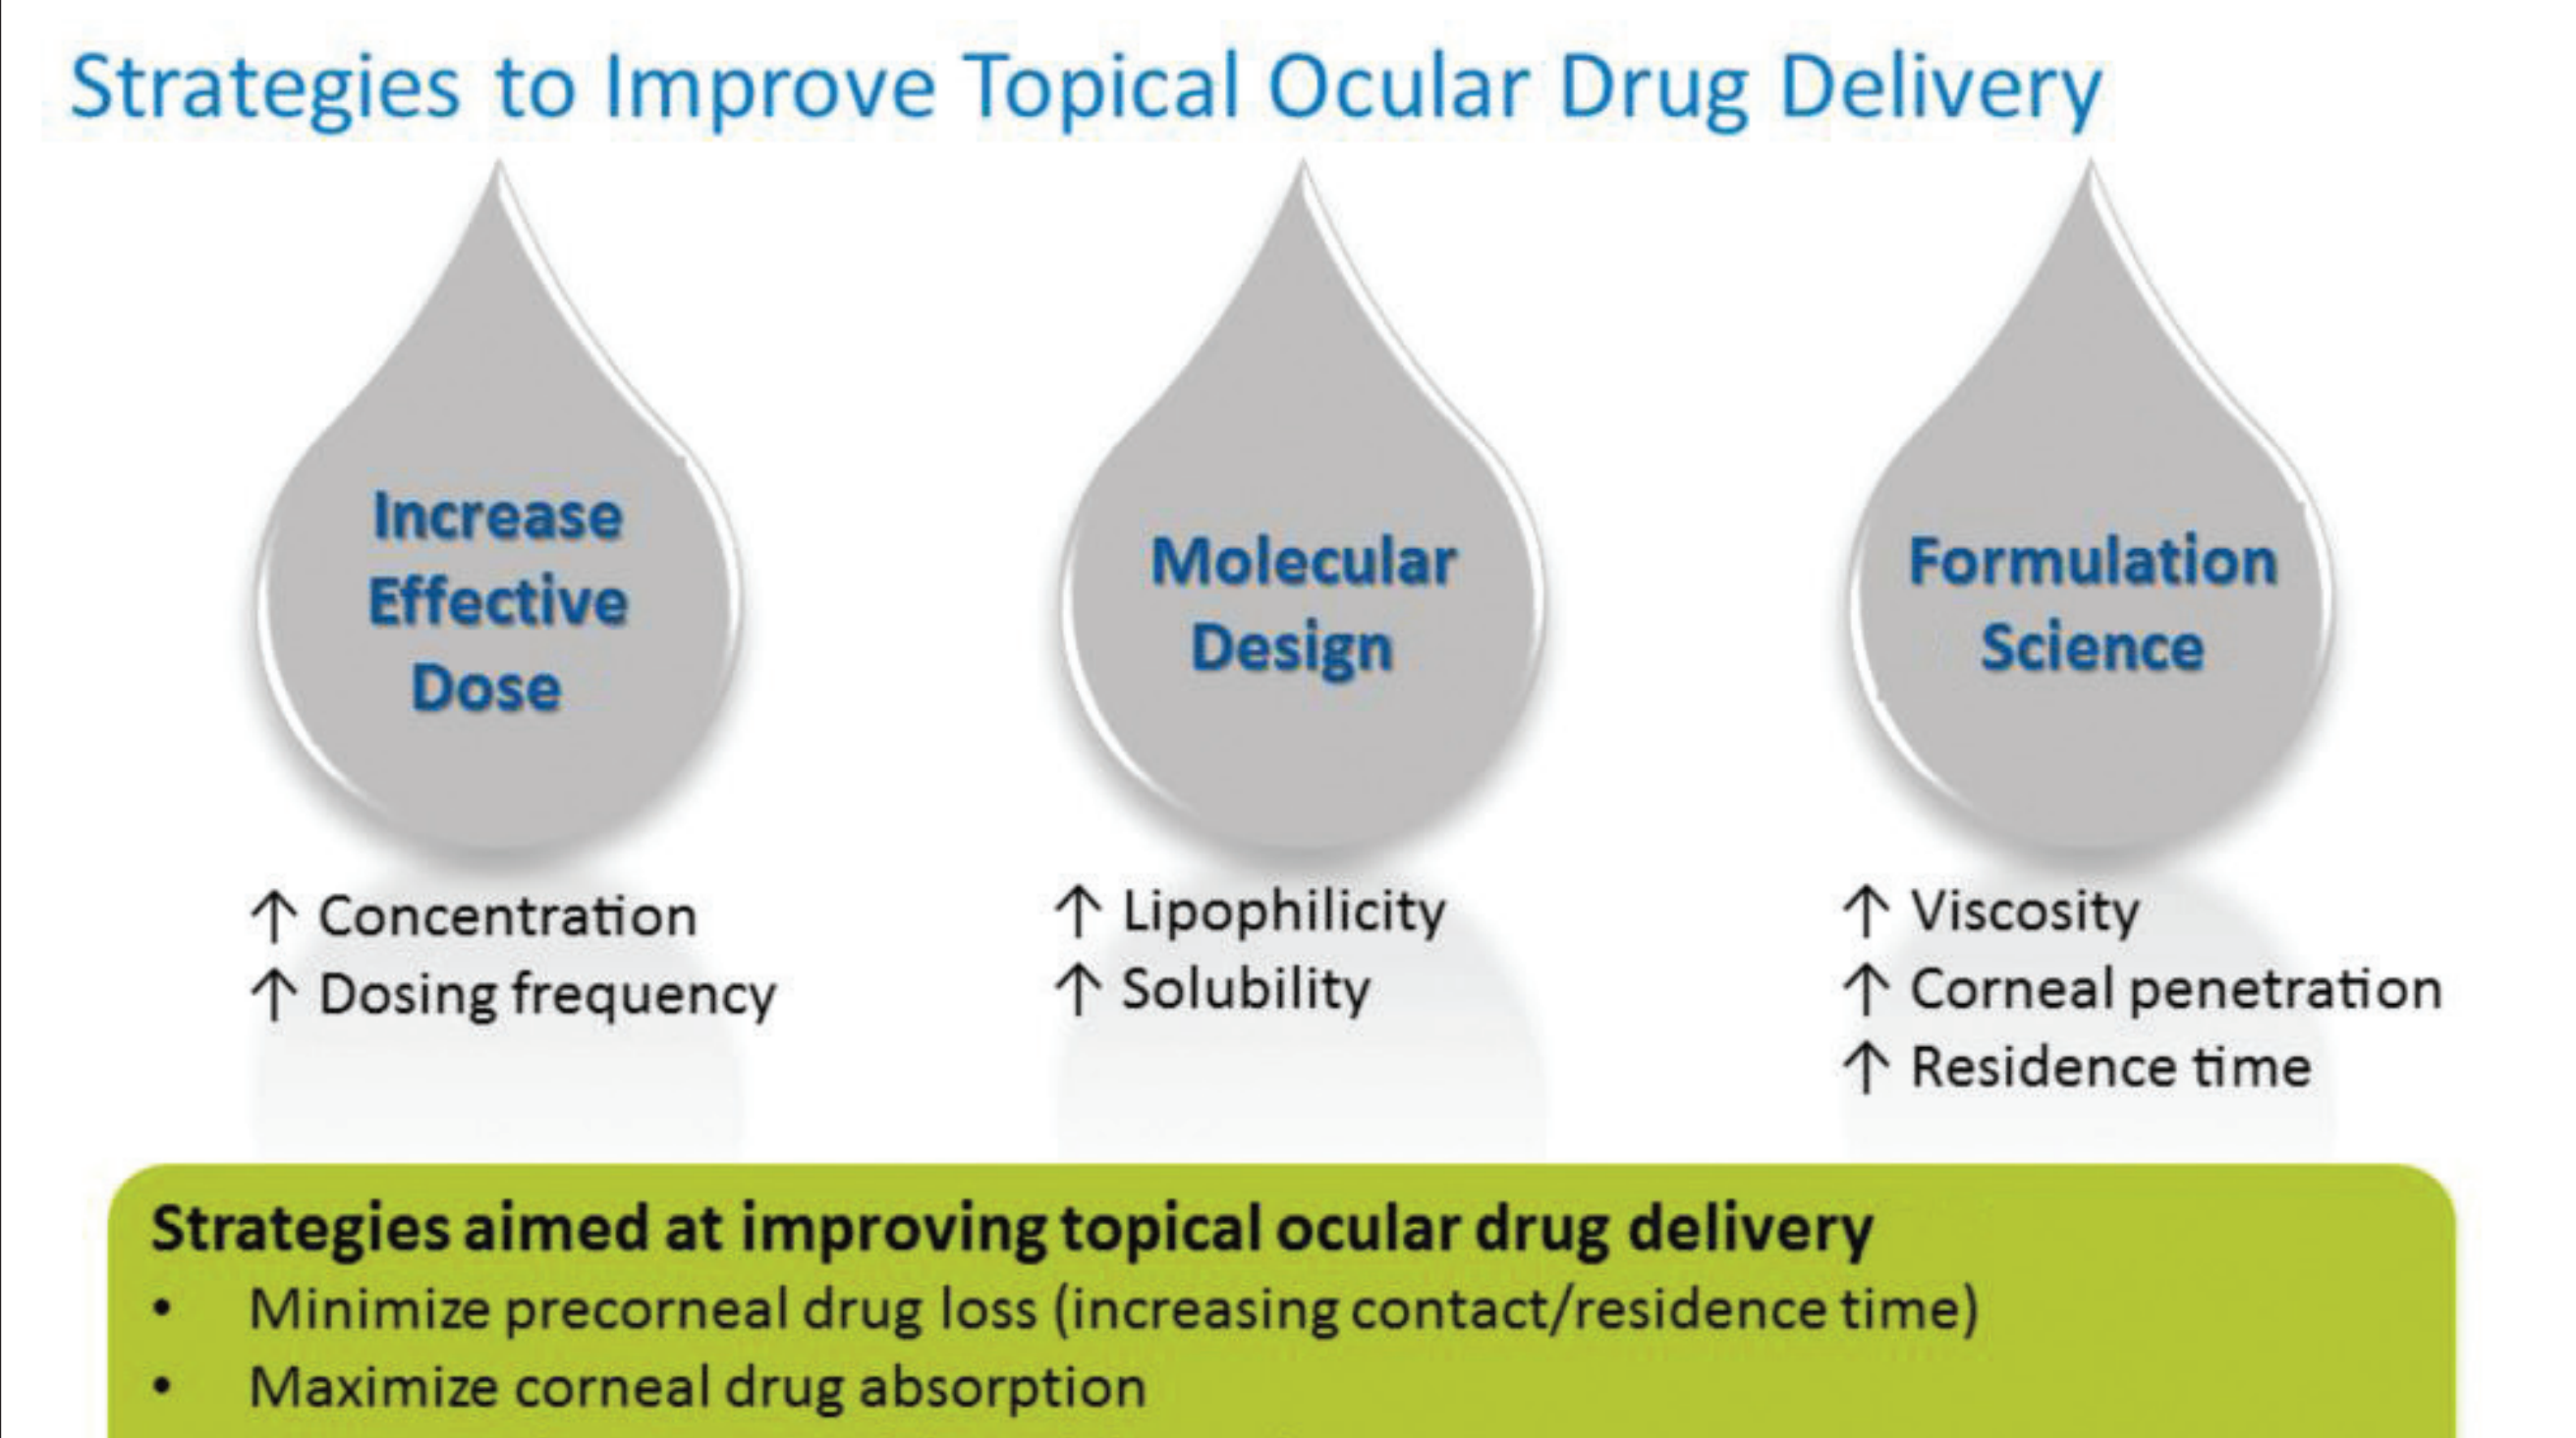 Strategies to Improve Topical Ocular Drug Delivery
Increase
Effective
Dose
↑ Concentration
↑ Dosing frequency
Molecular
Design
↑ Lipophilicity
↑ Solubility
Formulation
Science
↑ Viscosity
↑ Corneal penetration
↑ Residence time
Strategies aimed at improving topical ocular drug delivery
• Minimize precorneal drug loss (increasing contact/residence time)
• Maximize corneal drug absorption